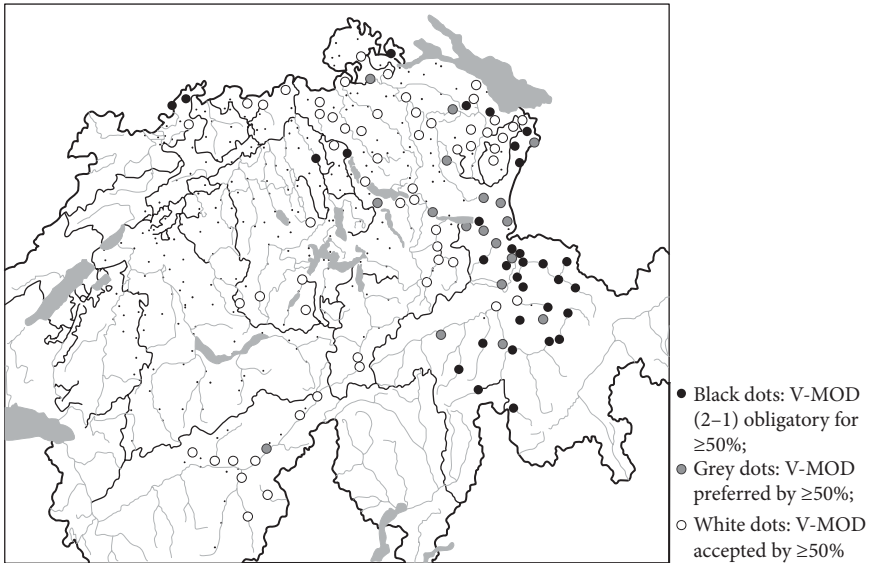 Black dots: V-MOD
(2–1) obligatory for
≥50%;
Grey dots: V-MOD
preferred by ≥50%;
White dots: V-MOD
accepted by ≥50%